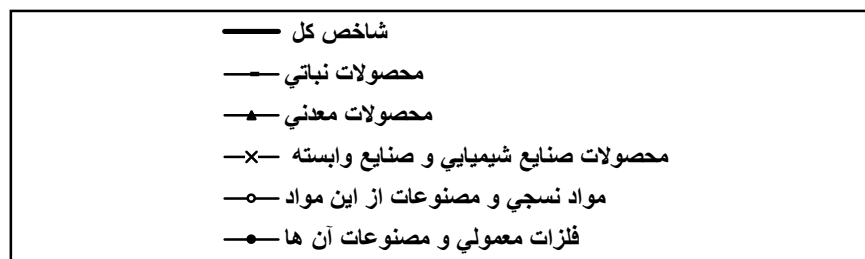 شاخص کل
محصولات نباتي
محصولات معدني
محصولات صنايع شيميايي و صنايع وابسته
مواد نسجي و مصنوعات از اين مواد
فلزات معمولي و مصنوعات آن ها